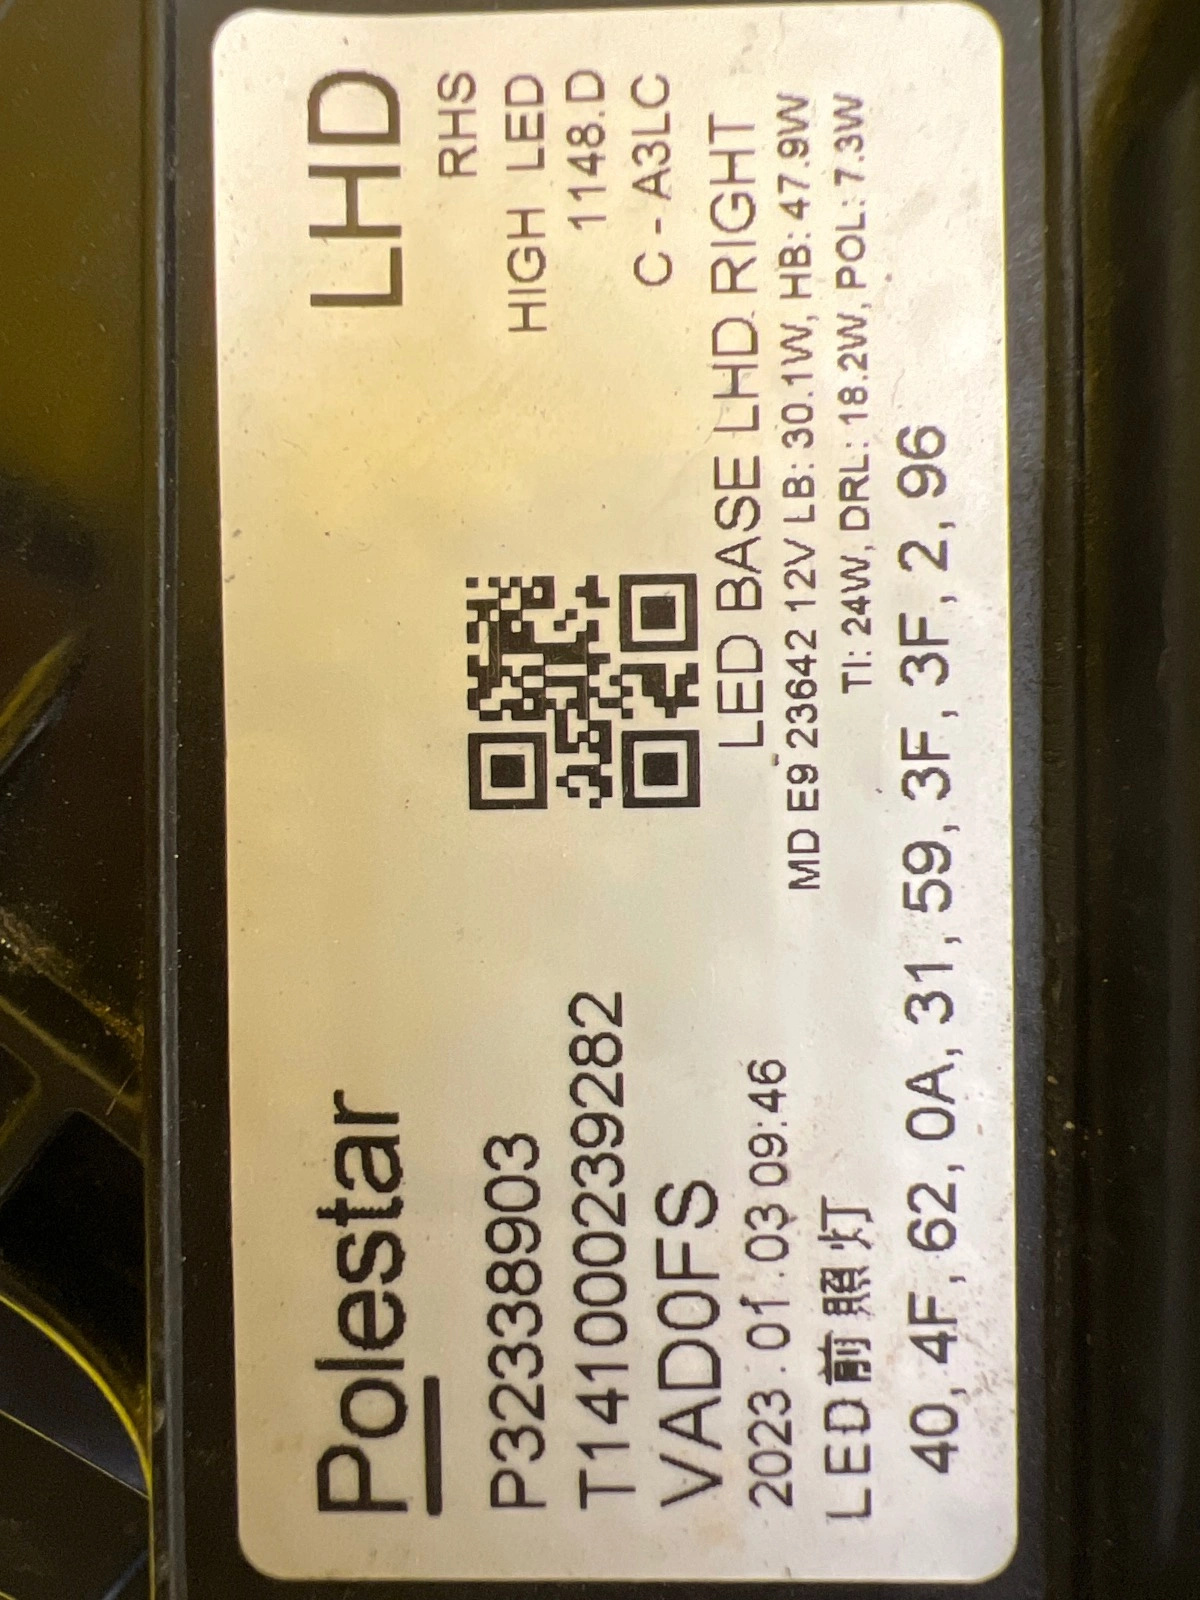 Polestar LHD
RHS
P32338903 HIGH LED
T141000239282 1148.D
VAD0FS C - A3LC
LED BASE LHD RIGHT
2023.01.03 09:46 MD E9 23642 12V LB: 30.1W, HB: 47.9W
LED前照灯 TI: 24W, DRL: 18.2W, POL: 7.3W
40, 4F, 62, 0A, 31, 59, 3F, 3F, 2, 96